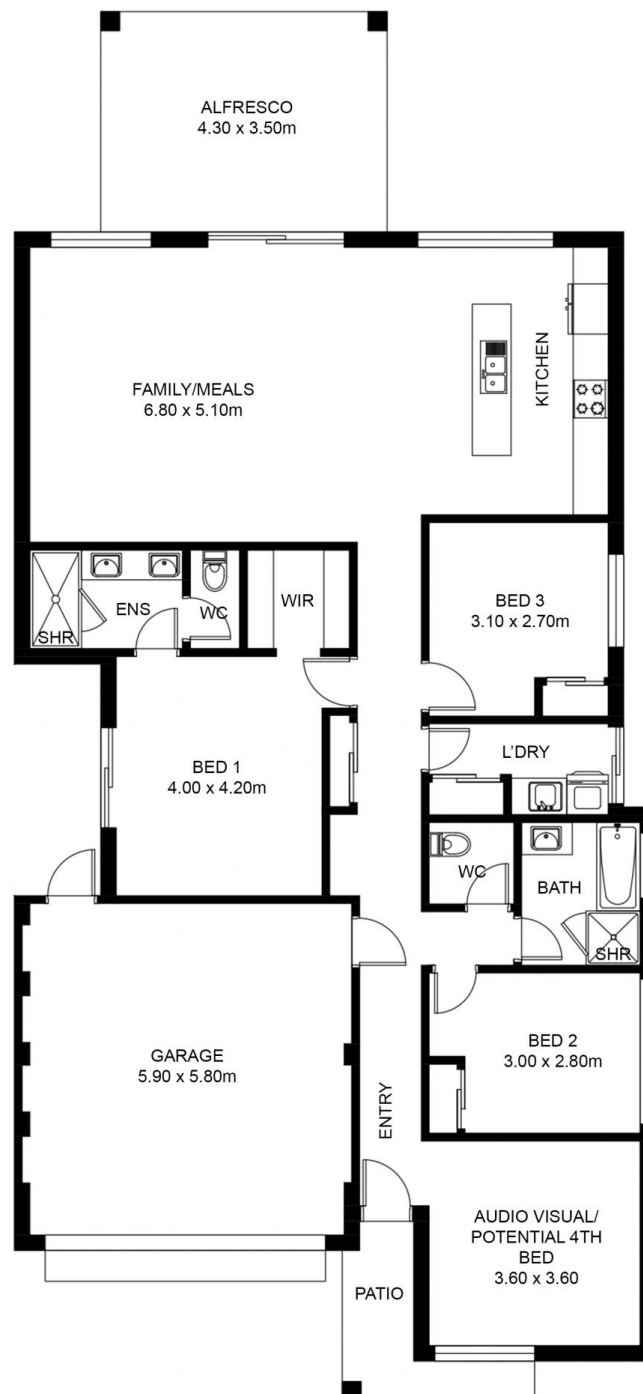 ALFRESCO
4.30 x 3.50m
FAMILY/MEALS
6.80 x 5.10m
KITCHEN
ENS
SHR
WC
WIR
BED 3
3.10 x 2.70m
BED 1
4.00 x 4.20m
L'DRY
WC
BATH
SHR
GARAGE
5.90 x 5.80m
ENTRY
BED 2
3.00 x 2.80m
AUDIO VISUAL/
POTENTIAL 4TH
BED
3.60 x 3.60
PATIO